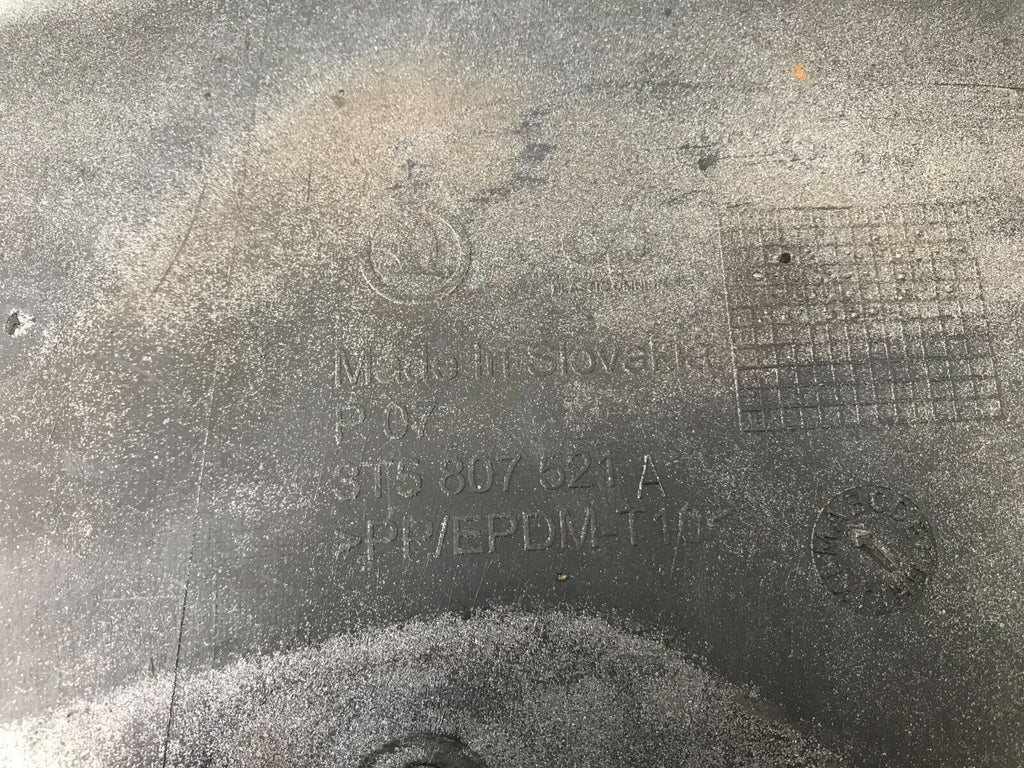 Made in Slovakia
P 07
3T5 807 521 A
>PP/EPDM-T10<